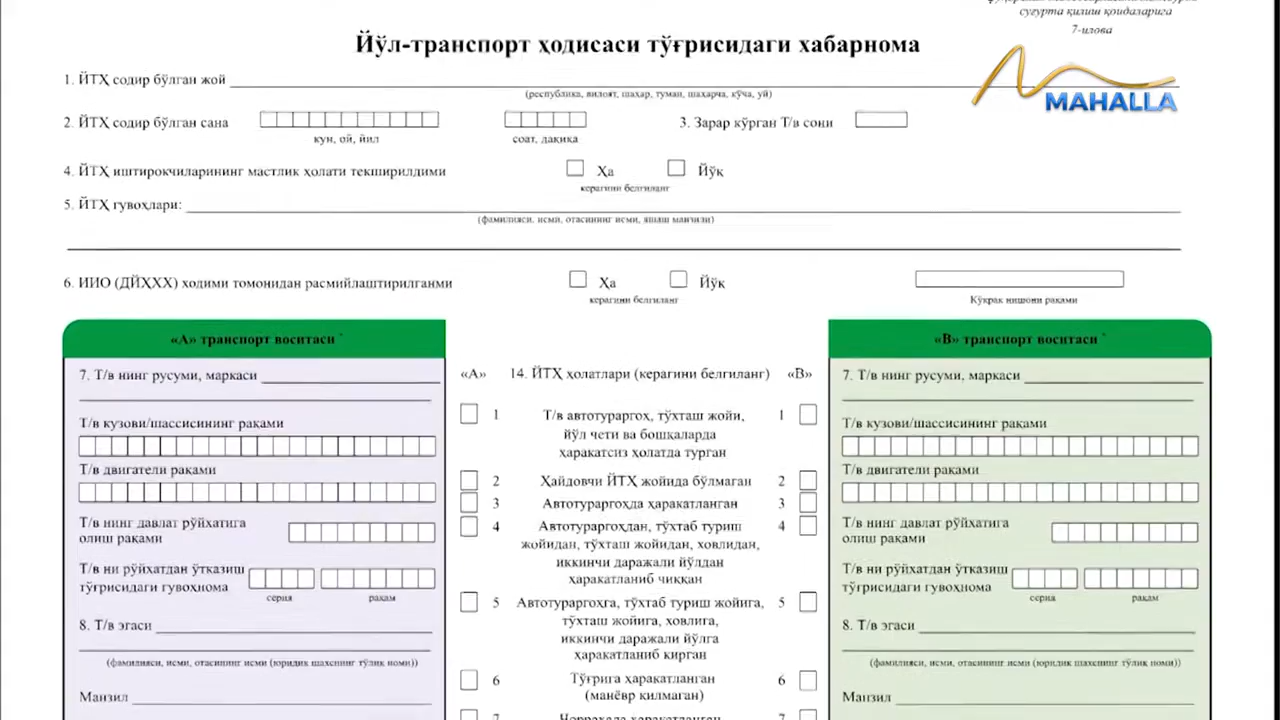 суғурта қилиш қоидаларига
7-илова
MAHALLA
Йўл-транспорт ҳодисаси тўғрисидаги хабарнома
1. ЙТҲ содир бўлган жой
(республика, вилоят, шаҳар, туман, шаҳарча, кўча, уй)
2. ЙТҲ содир бўлган сана
кун, ой, йил
соат, дақиқа
3. Зарар кўрган Т/в сони
4. ЙТҲ иштирокчиларининг мастлик ҳолати текширилдими
Ҳа
Йўқ
керагини белгиланг
5. ЙТҲ гувоҳлари:
(фамилияси, исми, отасининг исми, яшаш манзили)
6. ИИО (ДЙҲХХ) ходими томонидан расмийлаштирилганми
Ҳа
Йўқ
керагини белгиланг
Кўкрак нишони рақами
«А» транспорт воситаси
7. Т/в нинг русуми, маркаси
Т/в кузови/шассисининг рақами
Т/в двигатели рақами
Т/в нинг давлат рўйхатига
олиш рақами
Т/в ни рўйхатдан ўтказиш
тўғрисидаги гувоҳнома
серия
рақам
8. Т/в эгаси
(фамилияси, исми, отасининг исми (юридик шахснинг тўлиқ номи))
Манзил
«А» 14. ЙТҲ ҳолатлари (керагини белгиланг) «В»
1 Т/в автотураргоҳ, тўхташ жойи, 1
йўл чети ва бошқаларда
ҳаракатсиз ҳолатда турган
2 Ҳайдовчи ЙТҲ жойида бўлмаган 2
3 Автотураргоҳда ҳаракатланган 3
4 Автотураргоҳдан, тўхтаб туриш 4
жойидан, тўхташ жойидан, ховлидан,
иккинчи даражали йўлдан
ҳаракатланиб чиққан
5 Автотураргоҳга, тўхтаб туриш жойига, 5
тўхташ жойига, ховлига,
иккинчи даражали йўлга
ҳаракатланиб кирган
6 Тўғрига ҳаракатланган 6
(манёвр қилмаган)
«В» транспорт воситаси
7. Т/в нинг русуми, маркаси
Т/в кузови/шассисининг рақами
Т/в двигатели рақами
Т/в нинг давлат рўйхатига
олиш рақами
Т/в ни рўйхатдан ўтказиш
тўғрисидаги гувоҳнома
серия
рақам
8. Т/в эгаси
(фамилияси, исми, отасининг исми (юридик шахснинг тўлиқ номи))
Манзил